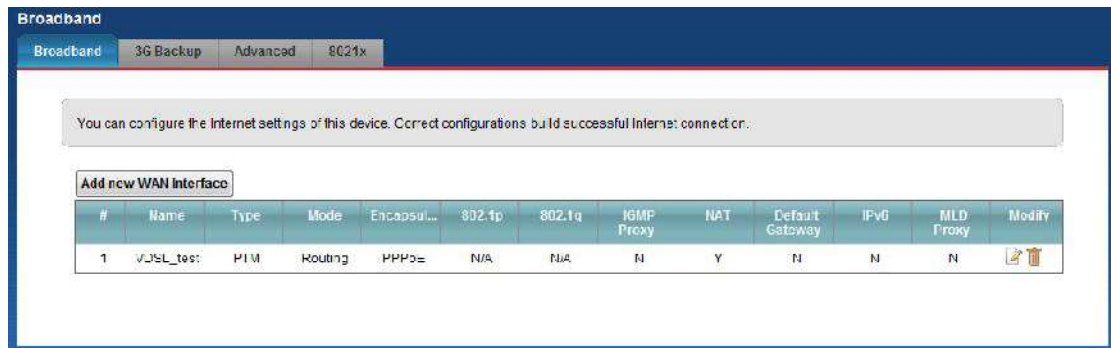 Broadband
Broadband 3G Backup Advanced 8021x
You can configure the Internet settings of this device. Correct configurations build successful Internet connection.
Add new WAN Interface
# Name Type Mode Encapsul... 802.1p 802.1q IGMP Proxy NAT Default Gateway IPv6 MLD Proxy Modify
1 VDSL_test PTM Routing PPPoE N/A N/A N Y N N N